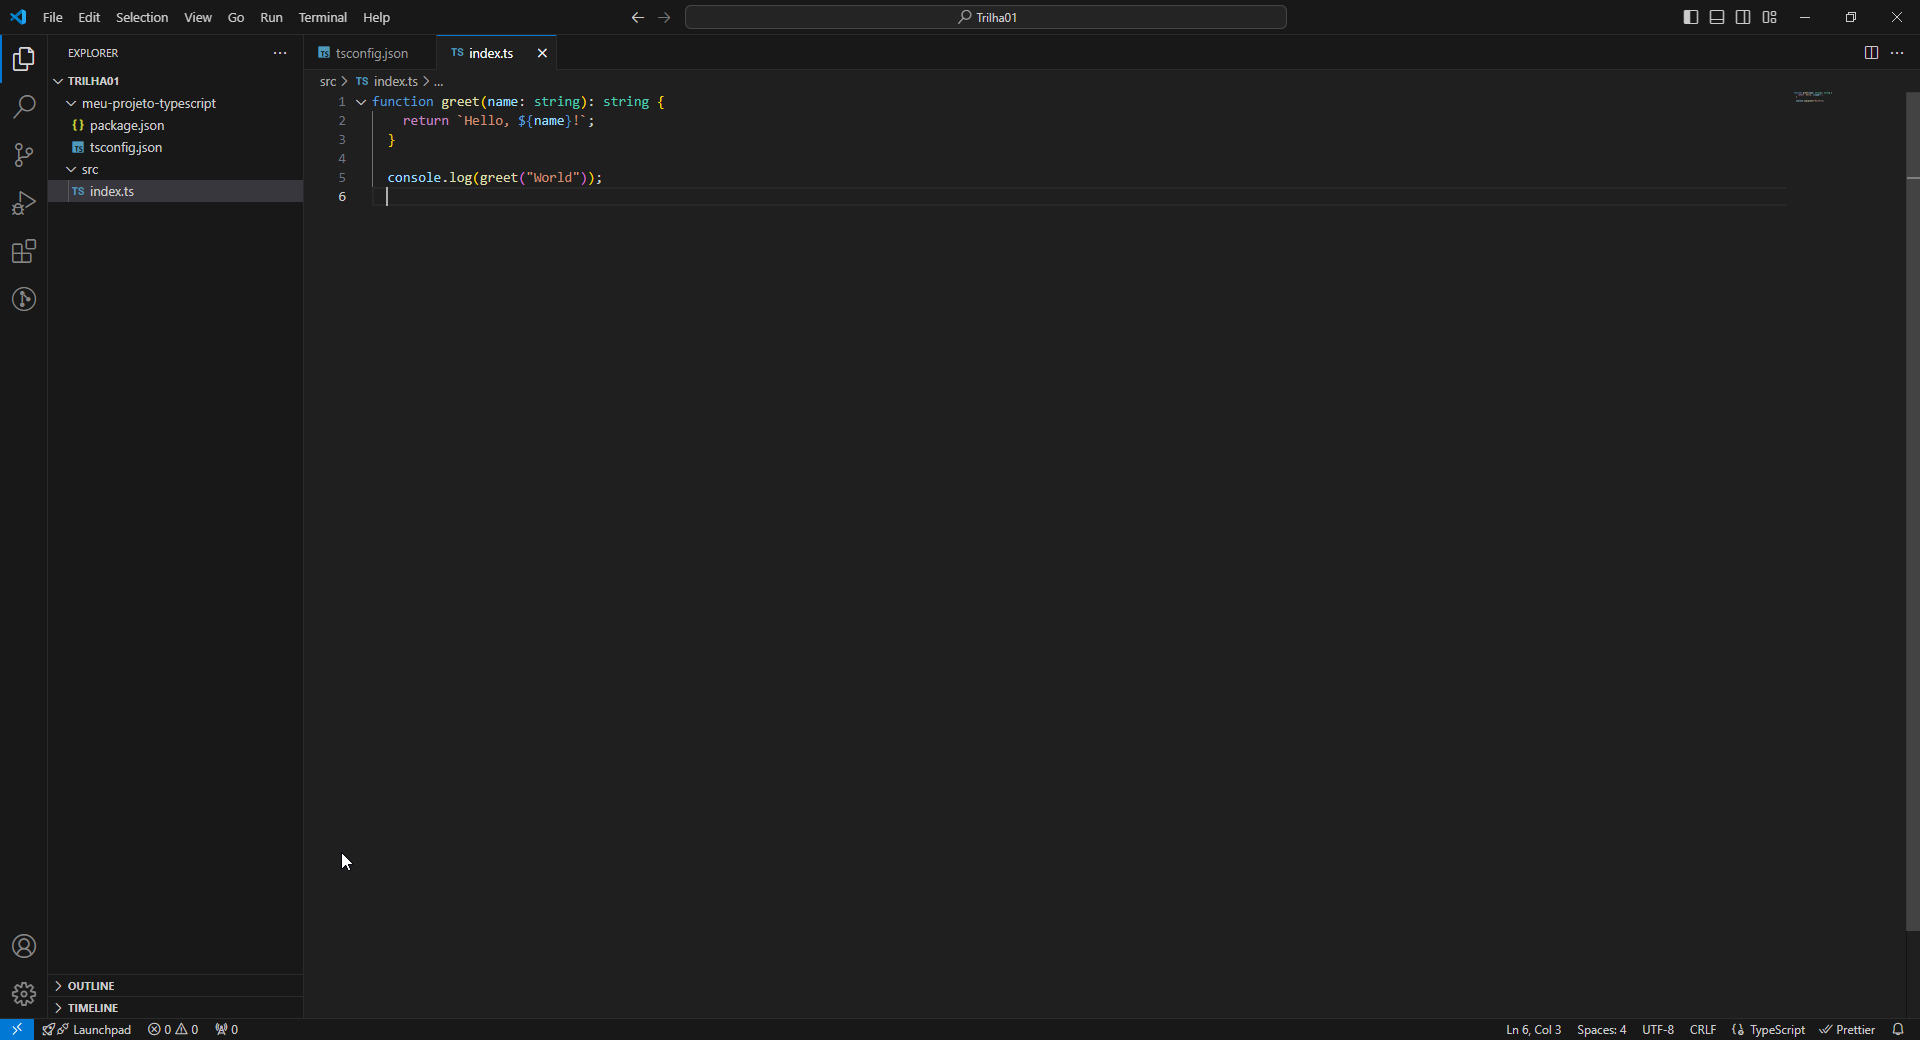 File Edit Selection View Go Run Terminal Help
Trilha01
EXPLORER
TRILHA01
meu-projeto-typescript
{} package.json
TS tsconfig.json
src
TS index.ts
OUTLINE
TIMELINE
TS tsconfig.json
TS index.ts
src > TS index.ts > ...
1 function greet(name: string): string {
2     return `Hello, ${name}!`;
3   }
4
5   console.log(greet("World"));
6
Launchpad 0 0 0
Ln 6, Col 3 Spaces: 4 UTF-8 CRLF {} TypeScript Prettier